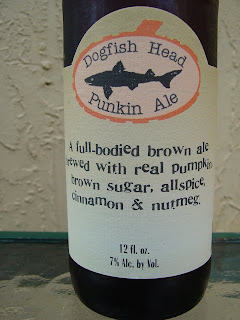 Dogfish Head
Punkin Ale
A full-bodied brown ale
brewed with real pumpkin,
brown sugar, allspice,
cinnamon & nutmeg.
12 fl. oz.
7% Alc. by Vol.